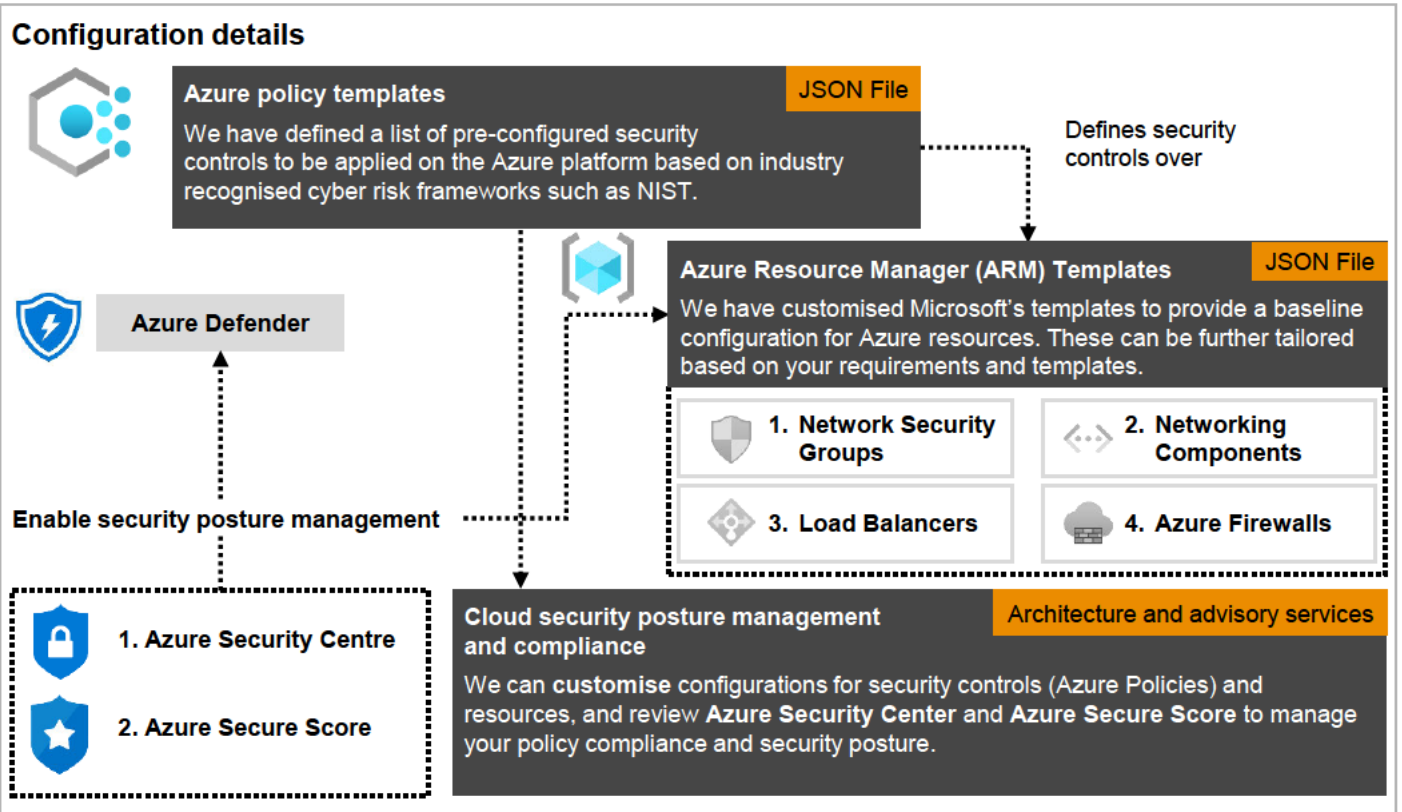 Configuration details
Azure policy templates
JSON File
We have defined a list of pre-configured security
controls to be applied on the Azure platform based on industry
recognised cyber risk frameworks such as NIST.
Defines security
controls over
Azure Resource Manager (ARM) Templates
JSON File
We have customised Microsoft's templates to provide a baseline
configuration for Azure resources. These can be further tailored
based on your requirements and templates.
Azure Defender
1. Network Security
Groups
2. Networking
Components
3. Load Balancers
4. Azure Firewalls
Enable security posture management
1. Azure Security Centre
2. Azure Secure Score
Cloud security posture management
and compliance
Architecture and advisory services
We can customise configurations for security controls (Azure Policies) and
resources, and review Azure Security Center and Azure Secure Score to manage
your policy compliance and security posture.